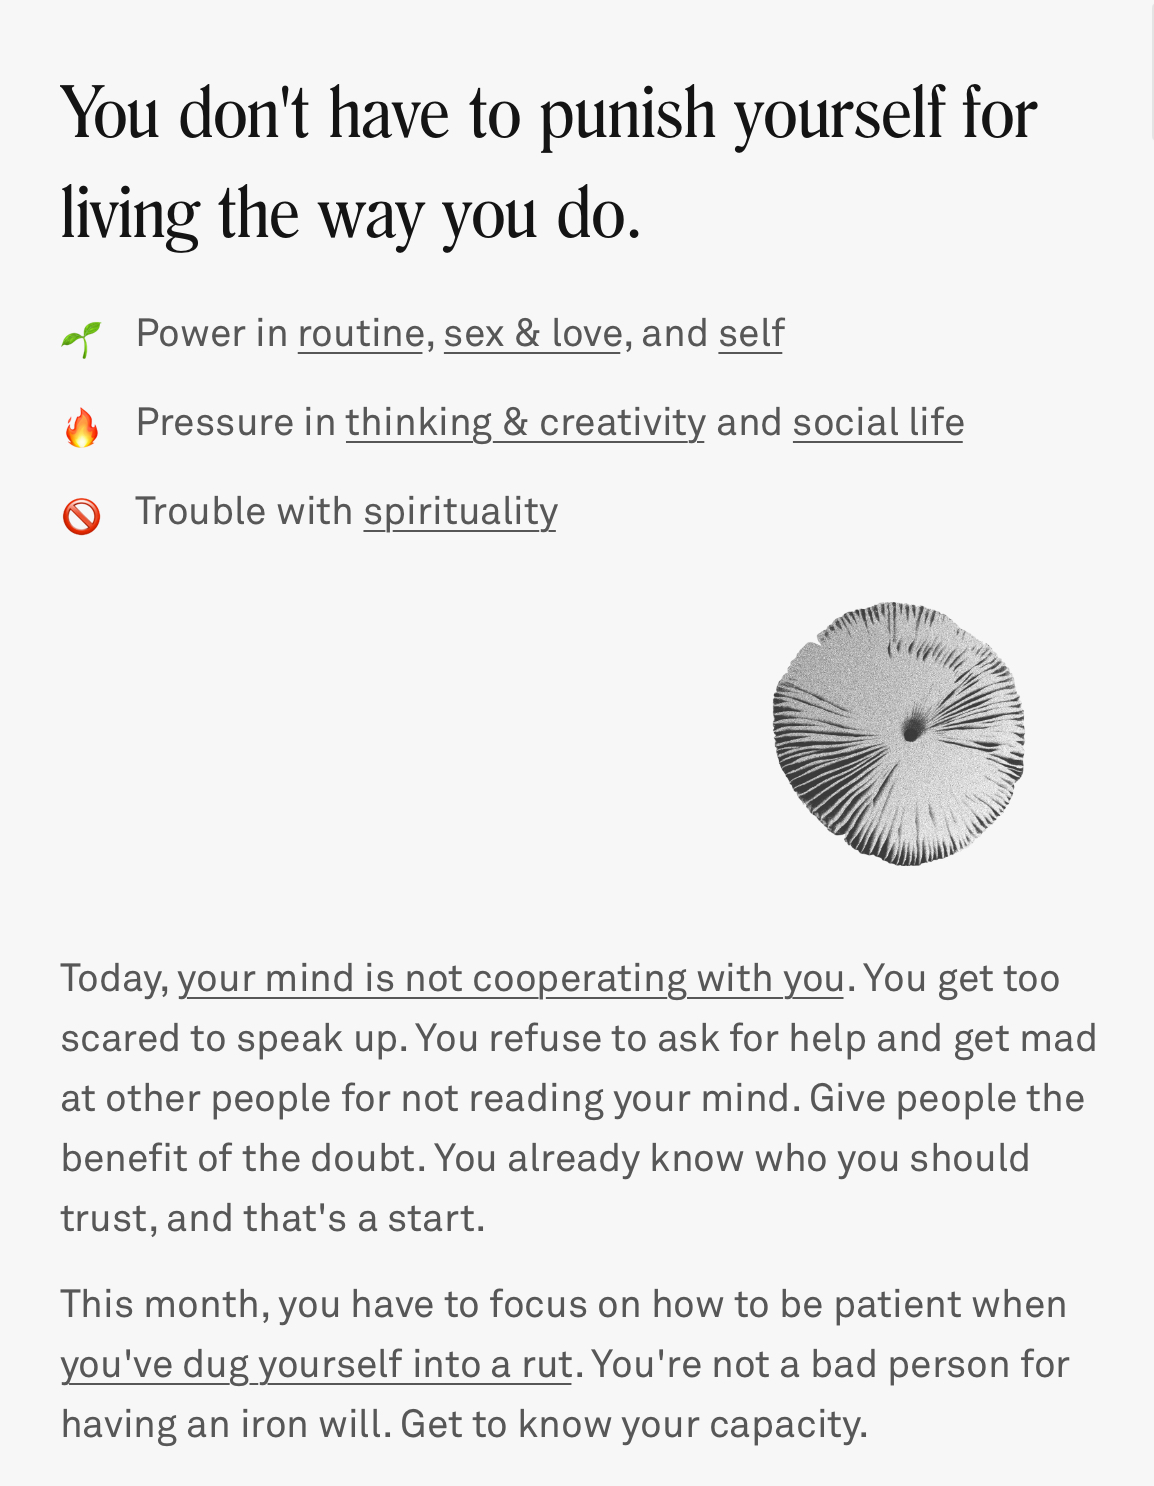 You don't have to punish yourself for
living the way you do.
🌱 Power in routine, sex & love, and self
🔥 Pressure in thinking & creativity and social life
🚫 Trouble with spirituality
Today, your mind is not cooperating with you. You get too
scared to speak up. You refuse to ask for help and get mad
at other people for not reading your mind. Give people the
benefit of the doubt. You already know who you should
trust, and that's a start.
This month, you have to focus on how to be patient when
you've dug yourself into a rut. You're not a bad person for
having an iron will. Get to know your capacity.